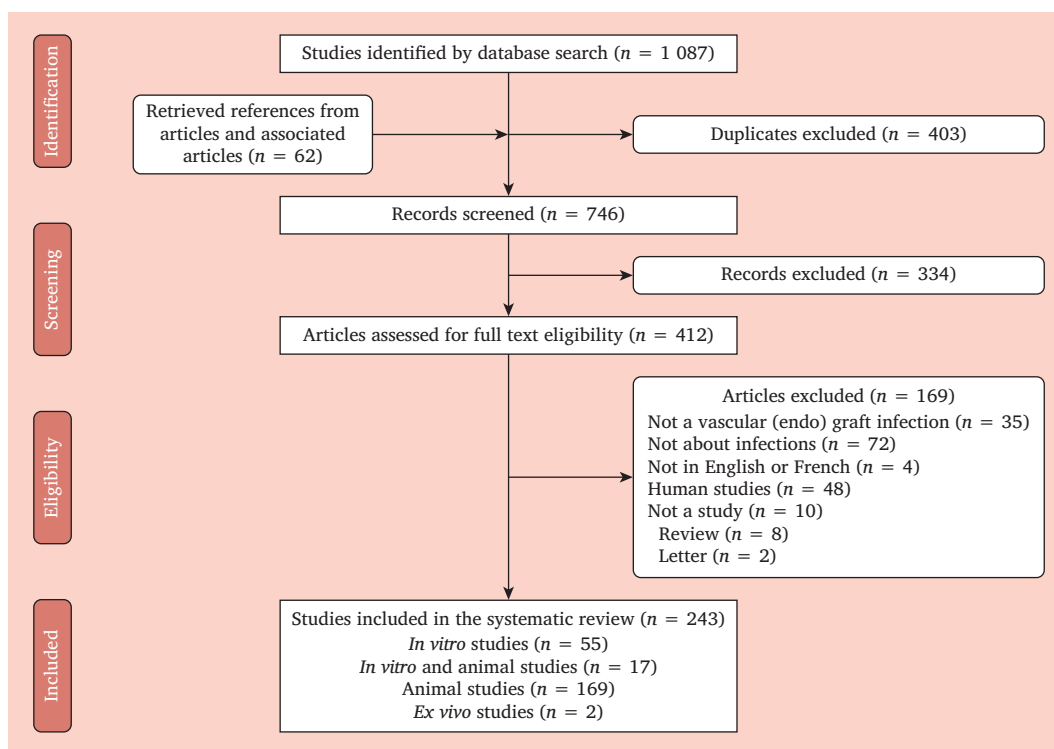 Identification
Studies identified by database search (n = 1 087)
Retrieved references from
articles and associated
articles (n = 62)
Duplicates excluded (n = 403)
Records screened (n = 746)
Screening
Records excluded (n = 334)
Articles assessed for full text eligibility (n = 412)
Eligibility
Articles excluded (n = 169)
Not a vascular (endo) graft infection (n = 35)
Not about infections (n = 72)
Not in English or French (n = 4)
Human studies (n = 48)
Not a study (n = 10)
Review (n = 8)
Letter (n = 2)
Included
Studies included in the systematic review (n = 243)
In vitro studies (n = 55)
In vitro and animal studies (n = 17)
Animal studies (n = 169)
Ex vivo studies (n = 2)